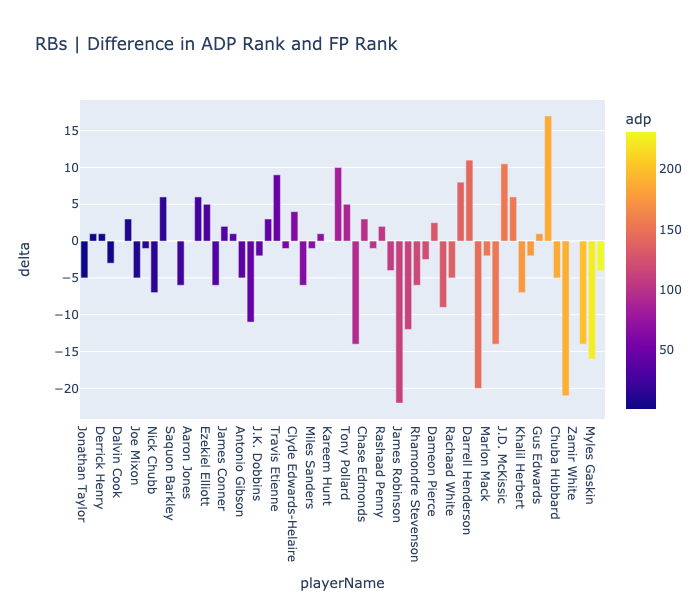 RBs | Difference in ADP Rank and FP Rank
adp
15
10
5
0
−5
−10
−15
−20
delta
200
150
100
50
Jonathan Taylor
Derrick Henry
Dalvin Cook
Joe Mixon
Nick Chubb
Saquon Barkley
Aaron Jones
Ezekiel Elliott
James Conner
Antonio Gibson
J.K. Dobbins
Travis Etienne
Clyde Edwards-Helaire
Miles Sanders
Kareem Hunt
Tony Pollard
Chase Edmonds
Rashaad Penny
James Robinson
Rhamondre Stevenson
Dameon Pierce
Rachaad White
Darrell Henderson
Marlon Mack
J.D. McKissic
Khalil Herbert
Gus Edwards
Chuba Hubbard
Zamir White
Myles Gaskin
playerName